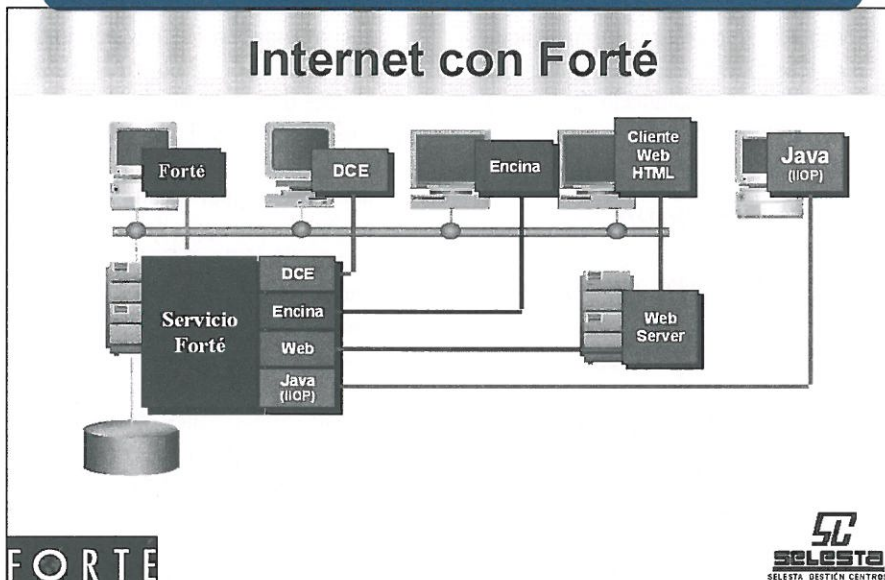 Internet con Forté
Forté
DCE
Encina
Cliente
Web
HTML
Java
(IIOP)
Servicio
Forté
DCE
Encina
Web
Java
(IIOP)
Web
Server
FORTE
SC
SELESTA
SELESTA GESTIÓN CENTROS